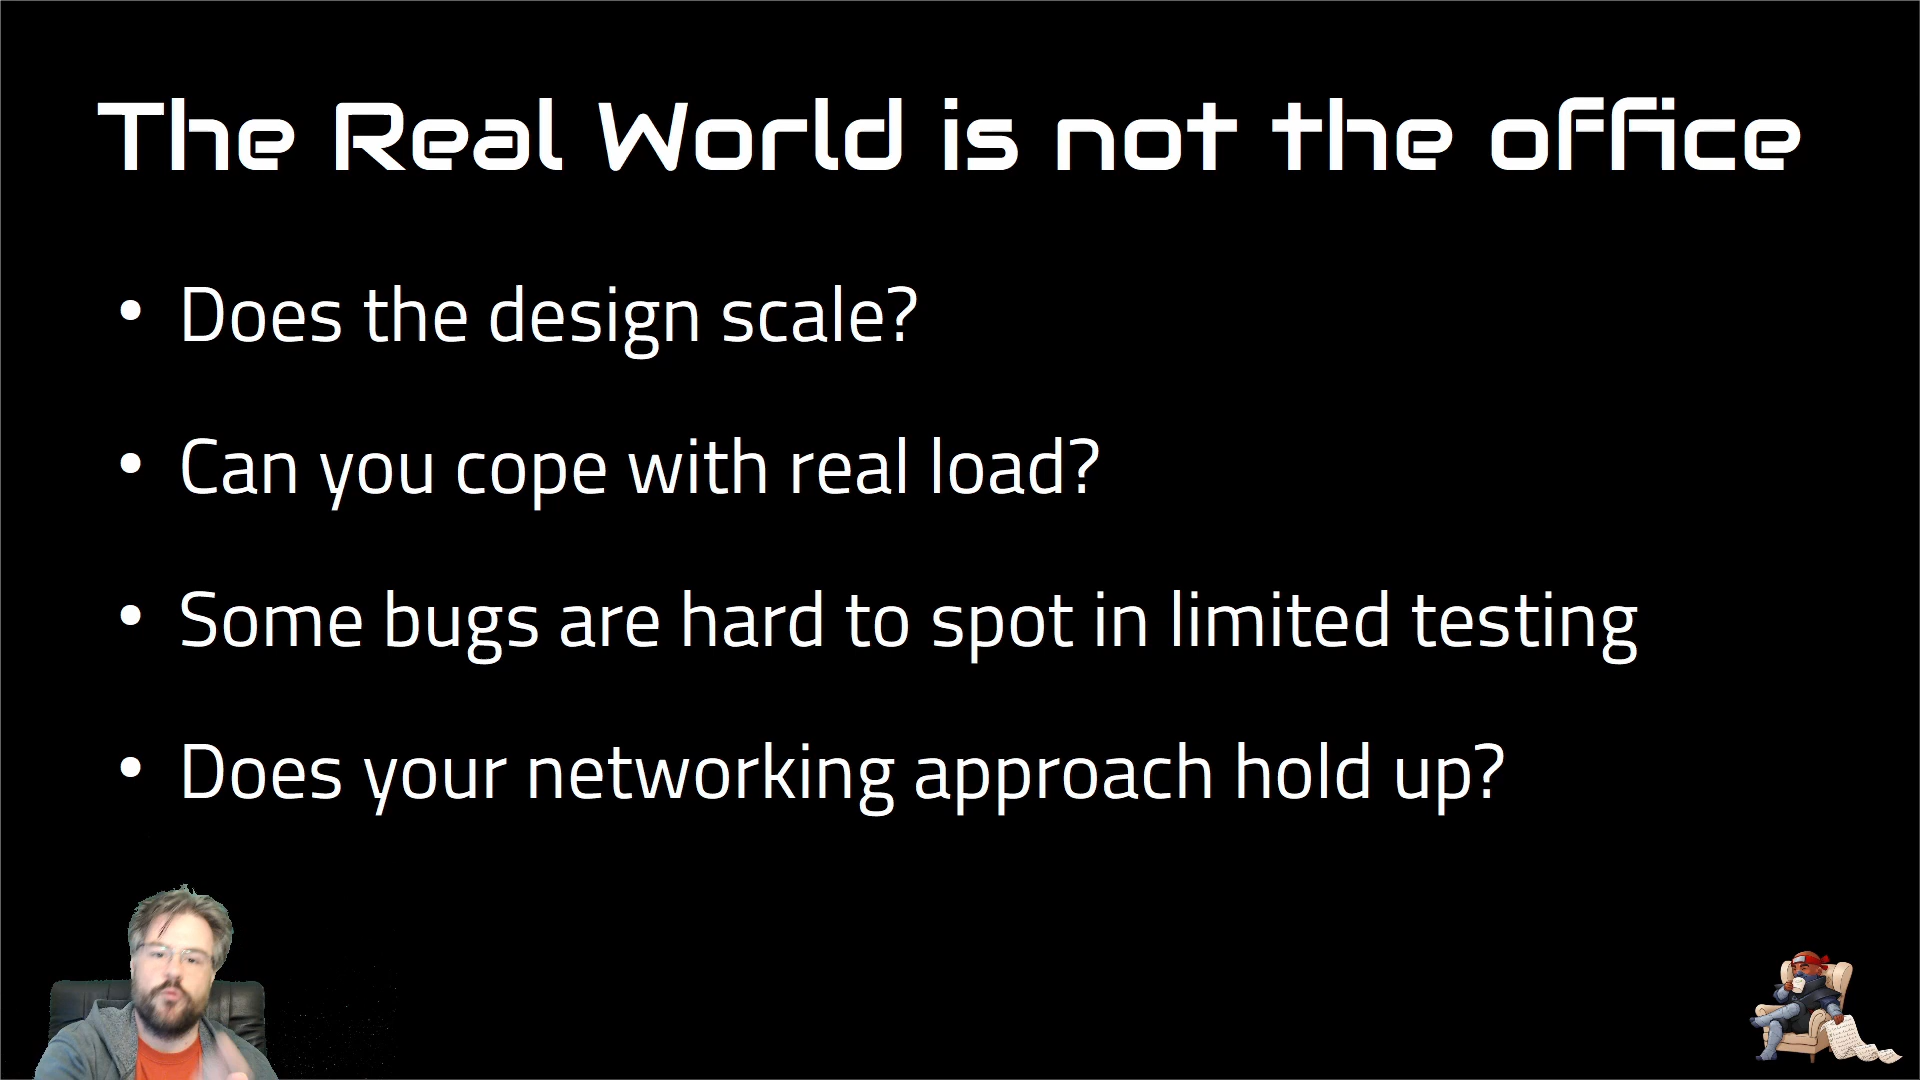 The Real World is not the office
• Does the design scale?
• Can you cope with real load?
• Some bugs are hard to spot in limited testing
• Does your networking approach hold up?